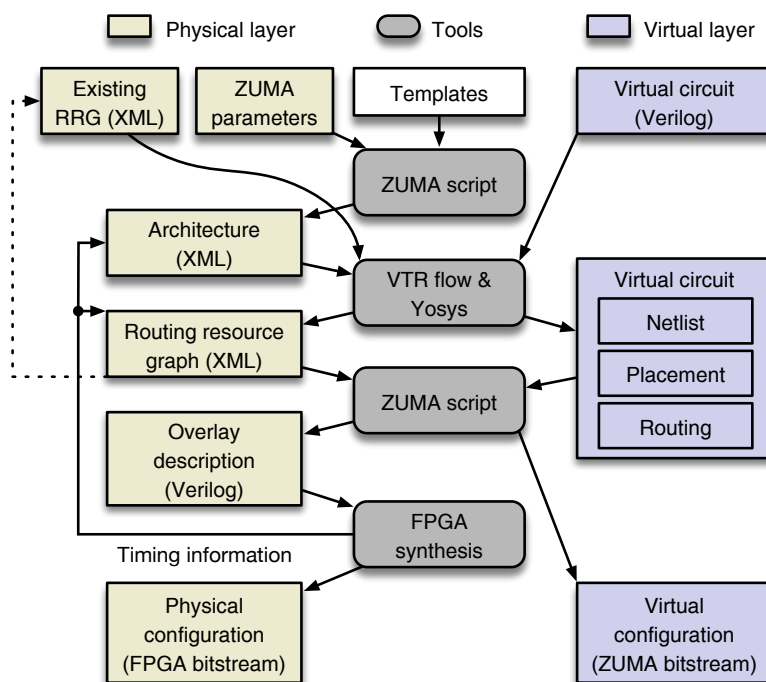 Physical layer
Tools
Virtual layer
Existing
RRG (XML)
ZUMA
parameters
Templates
Virtual circuit
(Verilog)
ZUMA script
Architecture
(XML)
VTR flow &
Yosys
Virtual circuit
Netlist
Placement
Routing
Routing resource
graph (XML)
ZUMA script
Overlay
description
(Verilog)
FPGA
synthesis
Timing information
Physical
configuration
(FPGA bitstream)
Virtual
configuration
(ZUMA bitstream)